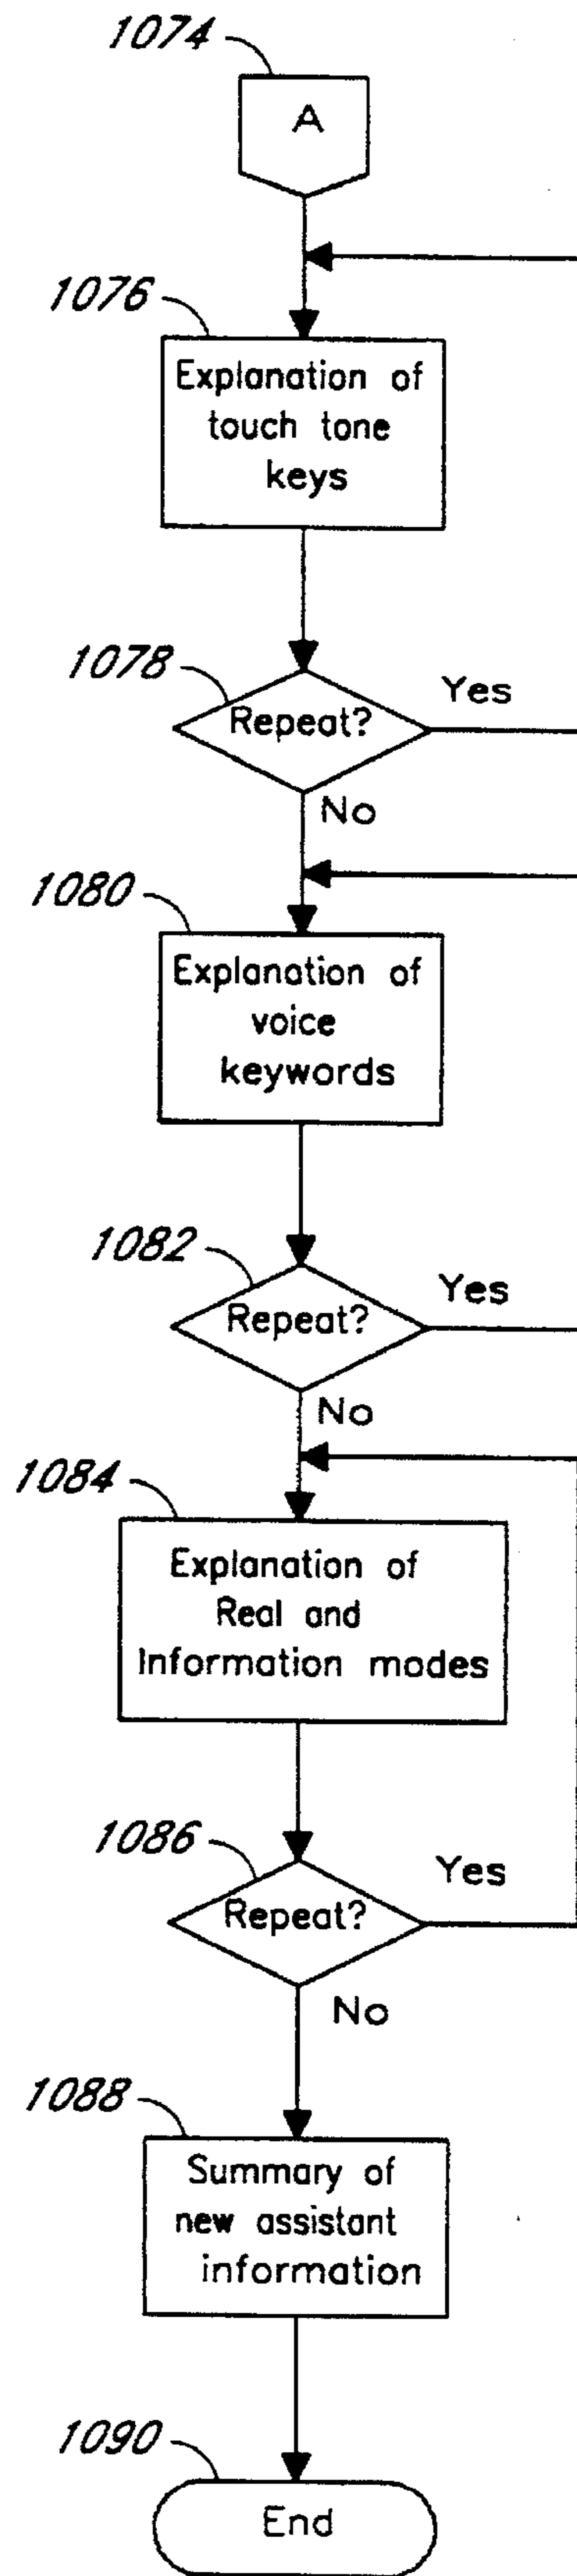 1074
A
1076
Explanation of
touch tone
keys
1078
Repeat?
Yes
No
1080
Explanation of
voice
keywords
1082
Repeat?
Yes
No
1084
Explanation of
Real and
Information modes
1086
Repeat?
Yes
No
1088
Summary of
new assistant
information
1090
End